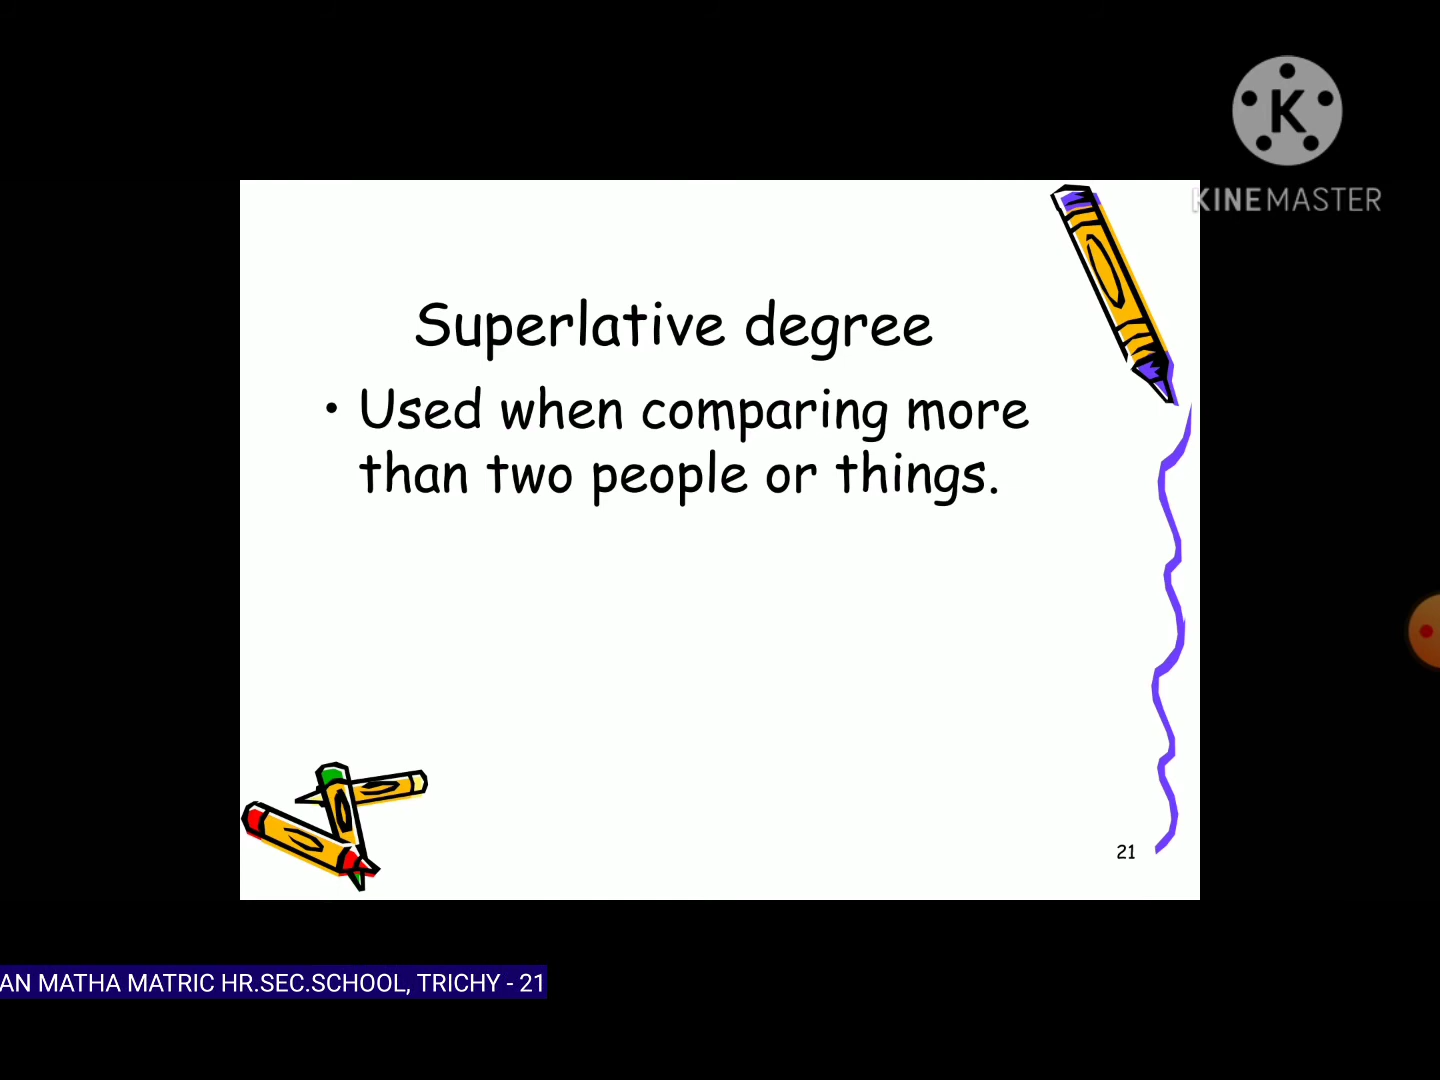 K
KINEMASTER
Superlative degree
• Used when comparing more
than two people or things.
21
AN MATHA MATRIC HR.SEC.SCHOOL, TRICHY - 21